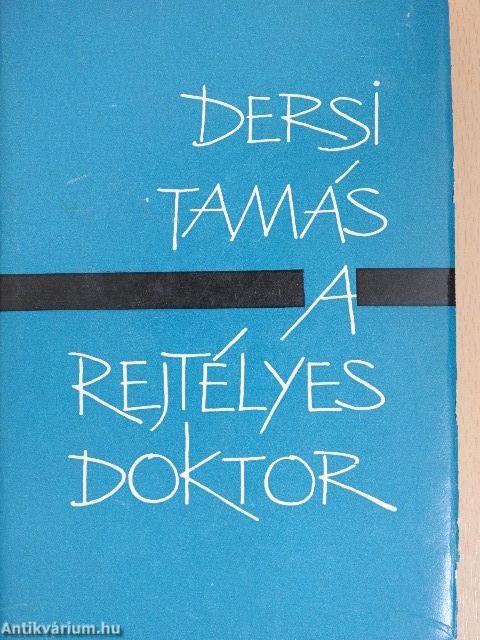 DERSI
TAMÁS
A
REJTÉLYES
DOKTOR
Antikvárium.hu